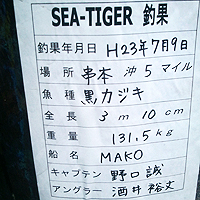 SEA-TIGER 釣果
釣果年月日 H23年7月9日
場所 串本 沖5マイル
魚種 黒カジキ
全長 3m10cm
重量 131.5kg
船名 MAKO
キャプテン 野口誠
アングラー 酒井裕文